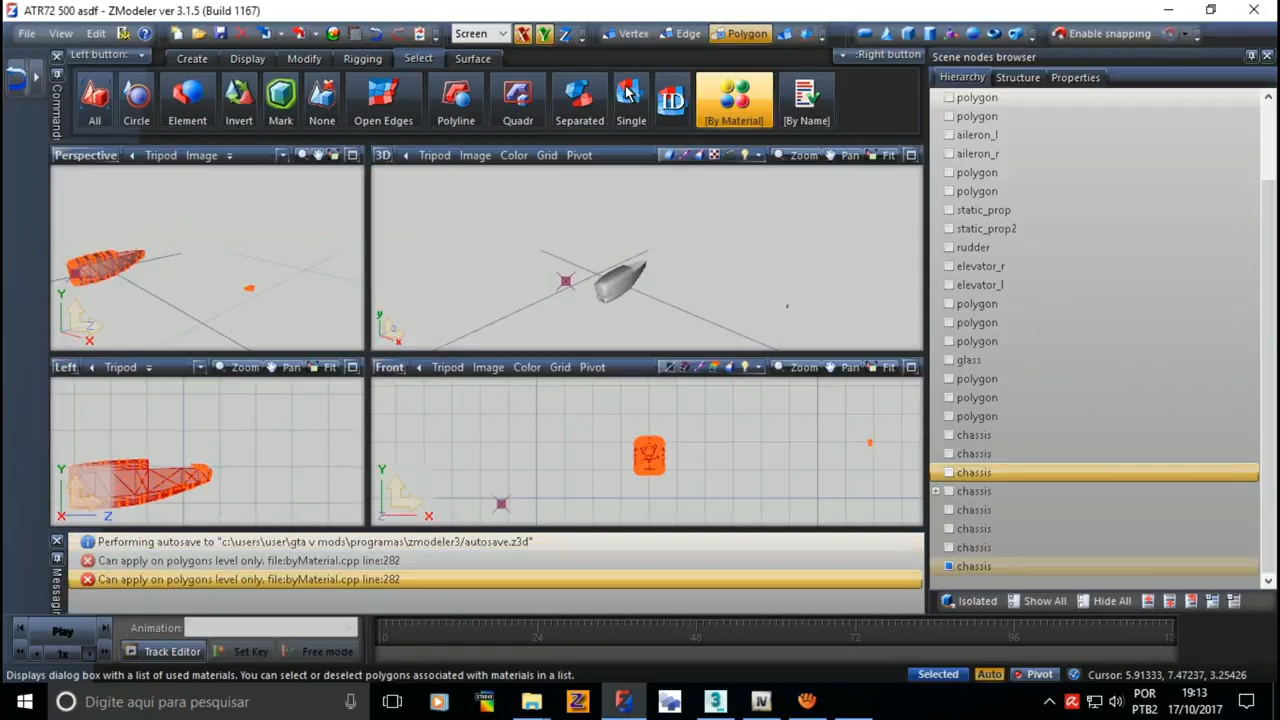 ATR72 500 asdf - ZModeler ver 3.1.5 (Build 1167)
File View Edit Screen X Y Z Vertex Edge Polygon Enable snapping
Left button: :Right button
Create Display Modify Rigging Select Surface
All Circle Element Invert Mark None Open Edges Polyline Quadr Separated Single ID [By Material] [By Name]
Command
Perspective Tripod Image
3D Tripod Image Color Grid Pivot Zoom Pan Fit
Left Tripod Zoom Pan Fit
Front Tripod Image Color Grid Pivot Zoom Pan Fit
Performing autosave to "c:\users\user\gta v mods\programas\zmodeler3/autosave.z3d"
Can apply on polygons level only. file:byMaterial.cpp line:282
Can apply on polygons level only. file:byMaterial.cpp line:282
Messaging
Scene nodes browser
Hierarchy Structure Properties
polygon
polygon
aileron_l
aileron_r
polygon
polygon
static_prop
static_prop2
rudder
elevator_r
elevator_l
polygon
polygon
polygon
glass
polygon
polygon
polygon
chassis
chassis
chassis
chassis
chassis
chassis
chassis
chassis
Isolated Show All Hide All
Play Animation:
1x Track Editor Set Key Free mode
0 24 48 72 96 12
Displays dialog box with a list of used materials. You can select or deselect polygons associated with materials in a list.
Selected Auto Pivot Cursor: 5.91333, 7.47237, 3.25426
Digite aqui para pesquisar
POR
PTB2
19:13
17/10/2017